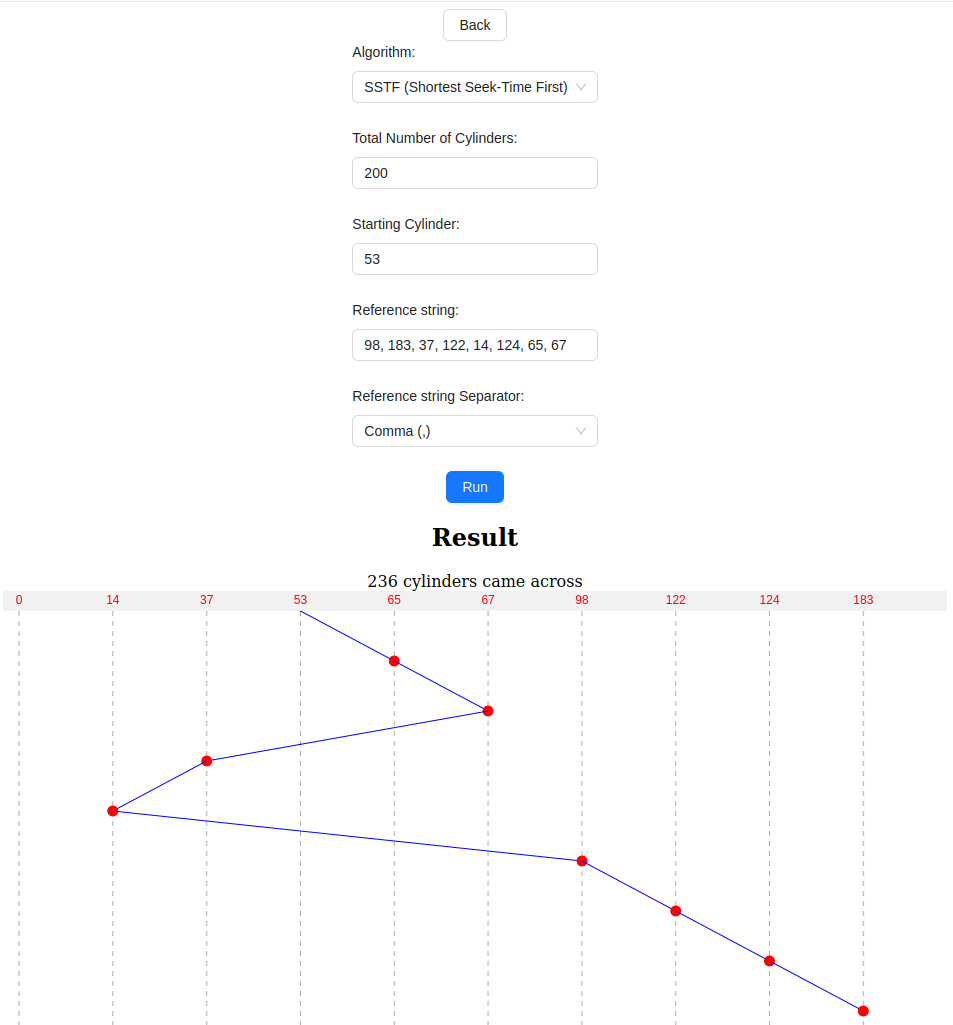 Back
Algorithm:
SSTF (Shortest Seek-Time First)
Total Number of Cylinders:
200
Starting Cylinder:
53
Reference string:
98, 183, 37, 122, 14, 124, 65, 67
Reference string Separator:
Comma (,)
Run
Result
236 cylinders came across
0 14 37 53 65 67 98 122 124 183